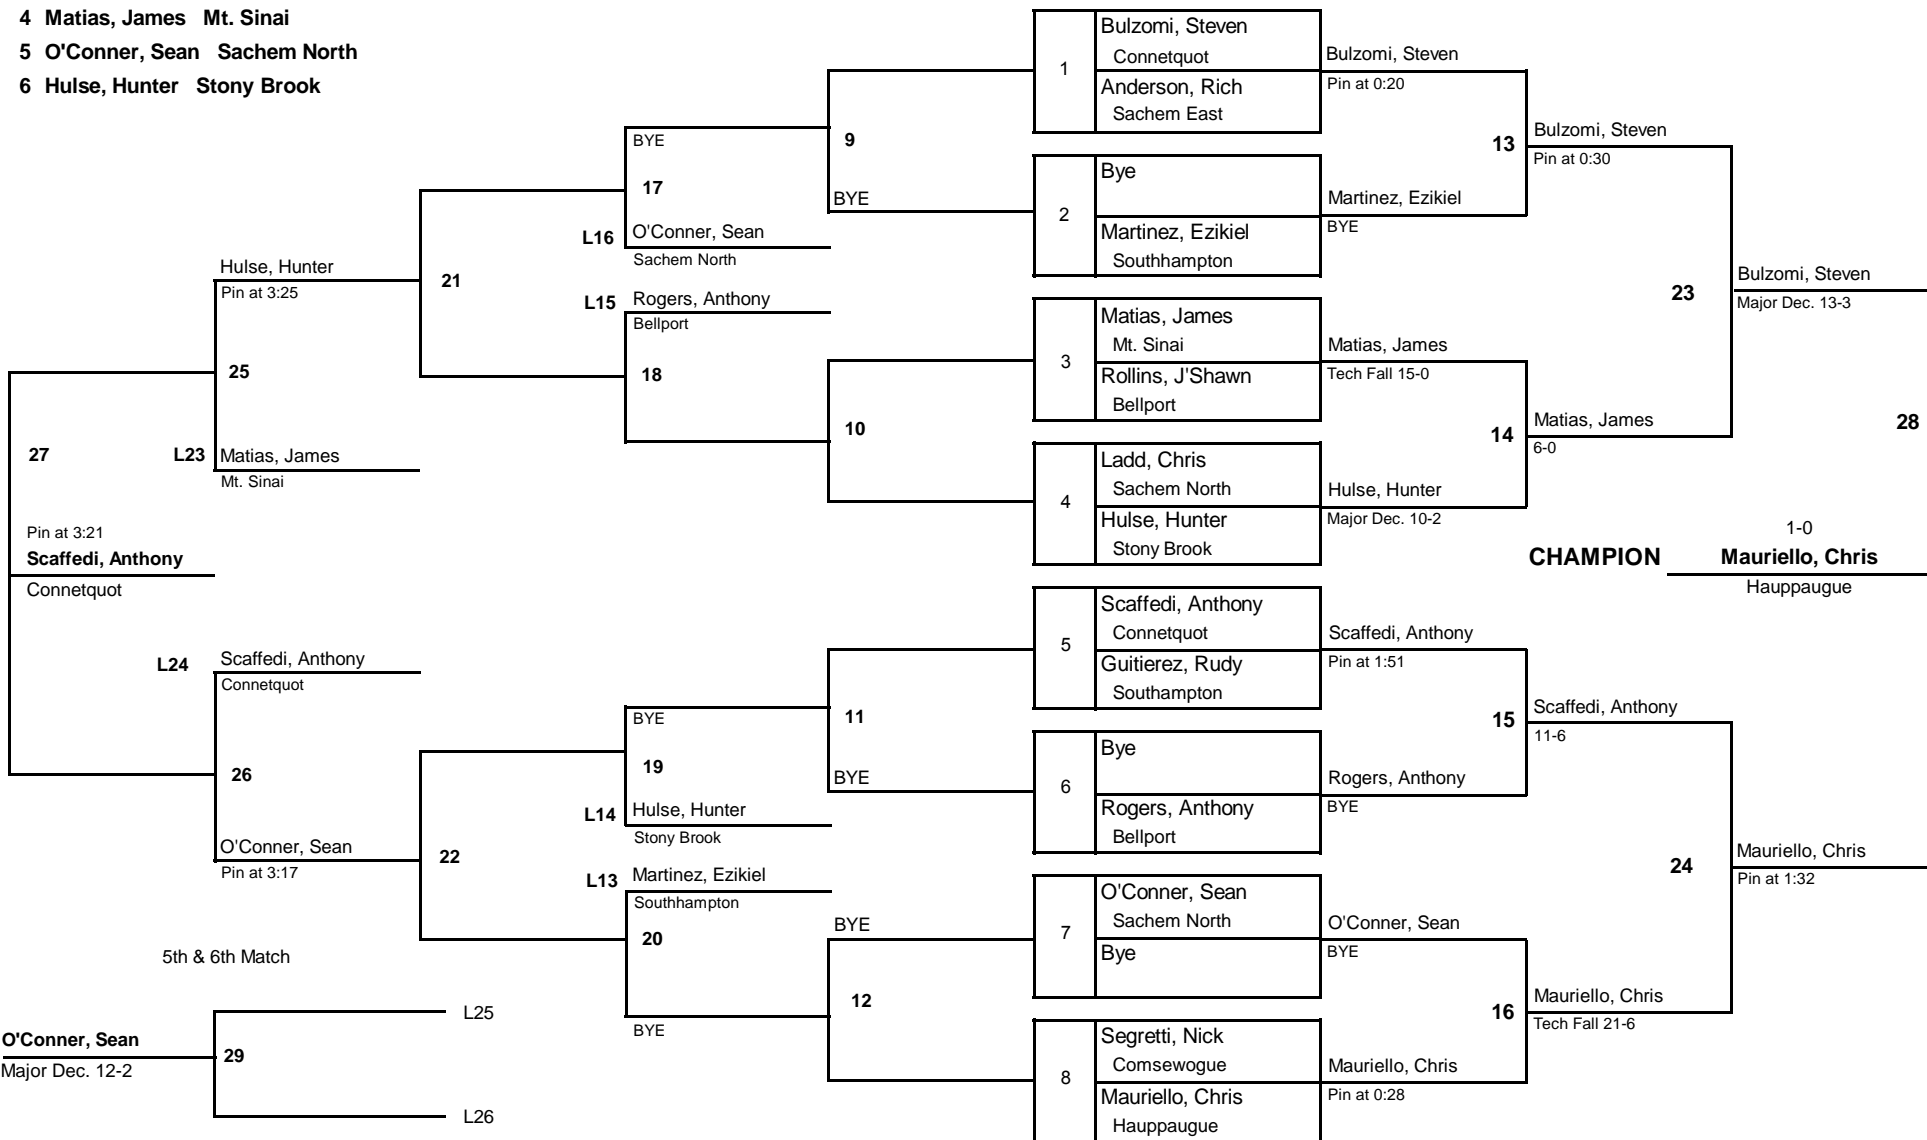 4 Matias, James Mt. Sinai
5 O'Conner, Sean Sachem North
6 Hulse, Hunter Stony Brook
1
Bulzomi, Steven
Connetquot
Anderson, Rich
Sachem East
2
Bye
Martinez, Ezikiel
Southhampton
3
Matias, James
Mt. Sinai
Rollins, J'Shawn
Bellport
4
Ladd, Chris
Sachem North
Hulse, Hunter
Stony Brook
5
Scaffedi, Anthony
Connetquot
Guitierez, Rudy
Southampton
6
Bye
Rogers, Anthony
Bellport
7
O'Conner, Sean
Sachem North
Bye
8
Segretti, Nick
Comsewogue
Mauriello, Chris
Hauppaugue
Bulzomi, Steven
Pin at 0:20
13
Martinez, Ezikiel
BYE
Matias, James
Tech Fall 15-0
14
Hulse, Hunter
Major Dec. 10-2
Scaffedi, Anthony
Pin at 1:51
15
Rogers, Anthony
BYE
O'Conner, Sean
BYE
16
Mauriello, Chris
Pin at 0:28
Bulzomi, Steven
Pin at 0:30
23
Matias, James
6-0
Scaffedi, Anthony
11-6
24
Mauriello, Chris
Tech Fall 21-6
Bulzomi, Steven
Major Dec. 13-3
28
1-0
CHAMPION Mauriello, Chris
Hauppaugue
Mauriello, Chris
Pin at 1:32
9
BYE
10
11
BYE
BYE
12
BYE
17
L16 O'Conner, Sean
Sachem North
L15 Rogers, Anthony
Bellport
18
BYE
19
L14 Hulse, Hunter
Stony Brook
L13 Martinez, Ezikiel
Southhampton
20
BYE
21
22
Hulse, Hunter
Pin at 3:25
25
L23 Matias, James
Mt. Sinai
L24 Scaffedi, Anthony
Connetquot
26
O'Conner, Sean
Pin at 3:17
27
Pin at 3:21
Scaffedi, Anthony
Connetquot
5th & 6th Match
L25
O'Conner, Sean
29
Major Dec. 12-2
L26